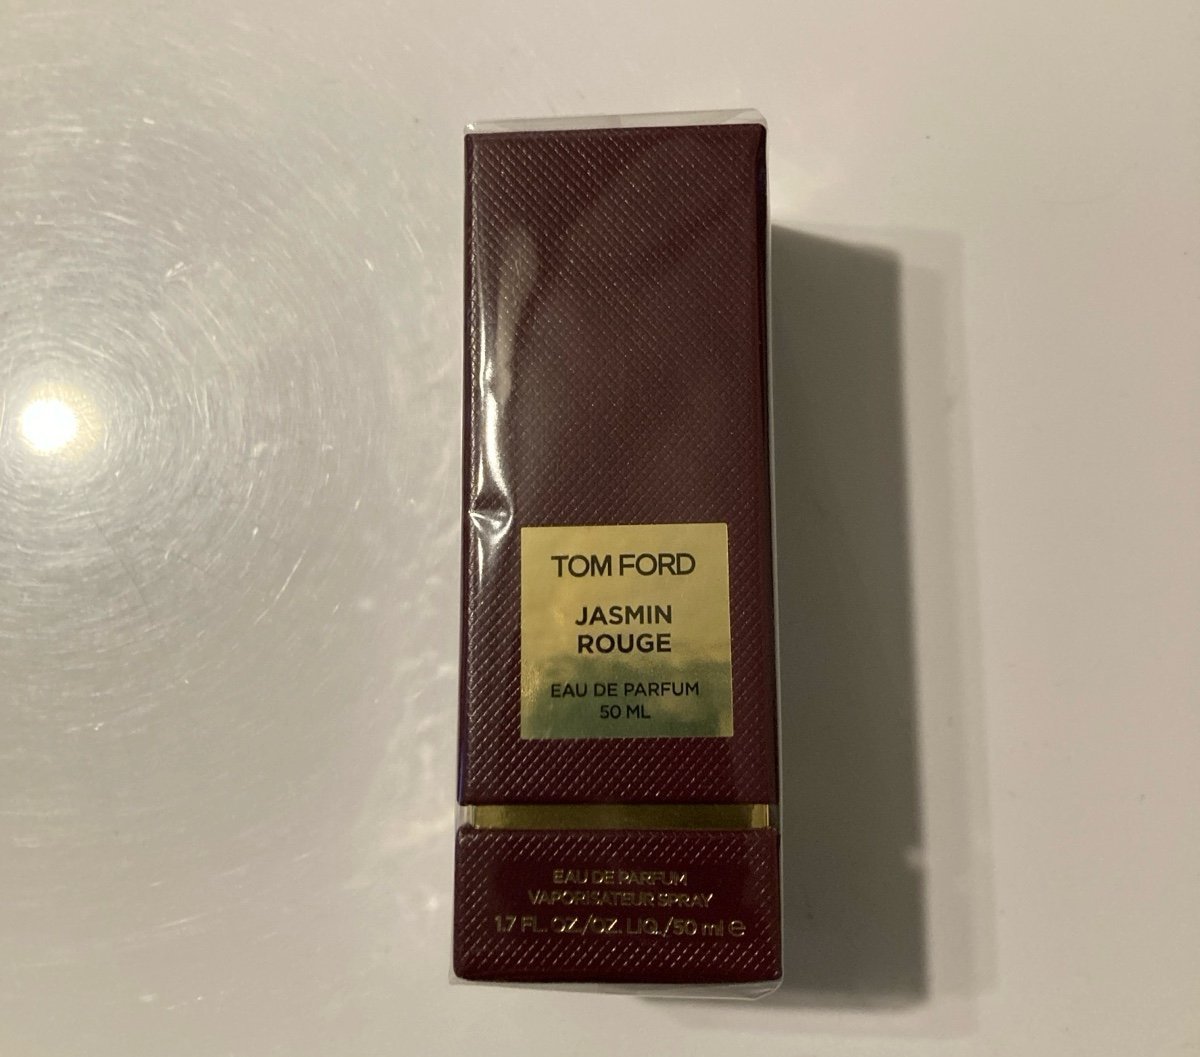 TOM FORD
JASMIN
ROUGE
EAU DE PARFUM
50 ML
EAU DE PARFUM
VAPORISATEUR SPRAY
1.7 FL. OZ./OZ. LIQ./50 ml ℮